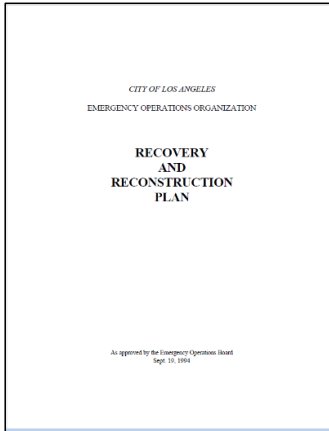 CITY OF LOS ANGELES
EMERGENCY OPERATIONS ORGANIZATION
RECOVERY
AND
RECONSTRUCTION
PLAN
As approved by the Emergency Operations Board
Sept. 19, 1994